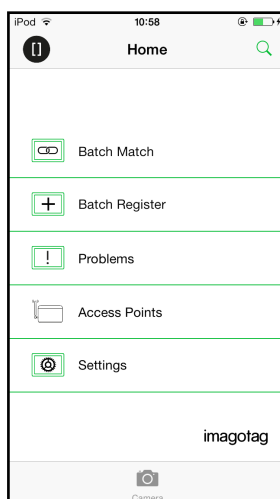 iPod 10:58
[] Home
Batch Match
+ Batch Register
! Problems
Access Points
Settings
imagotag
Camera